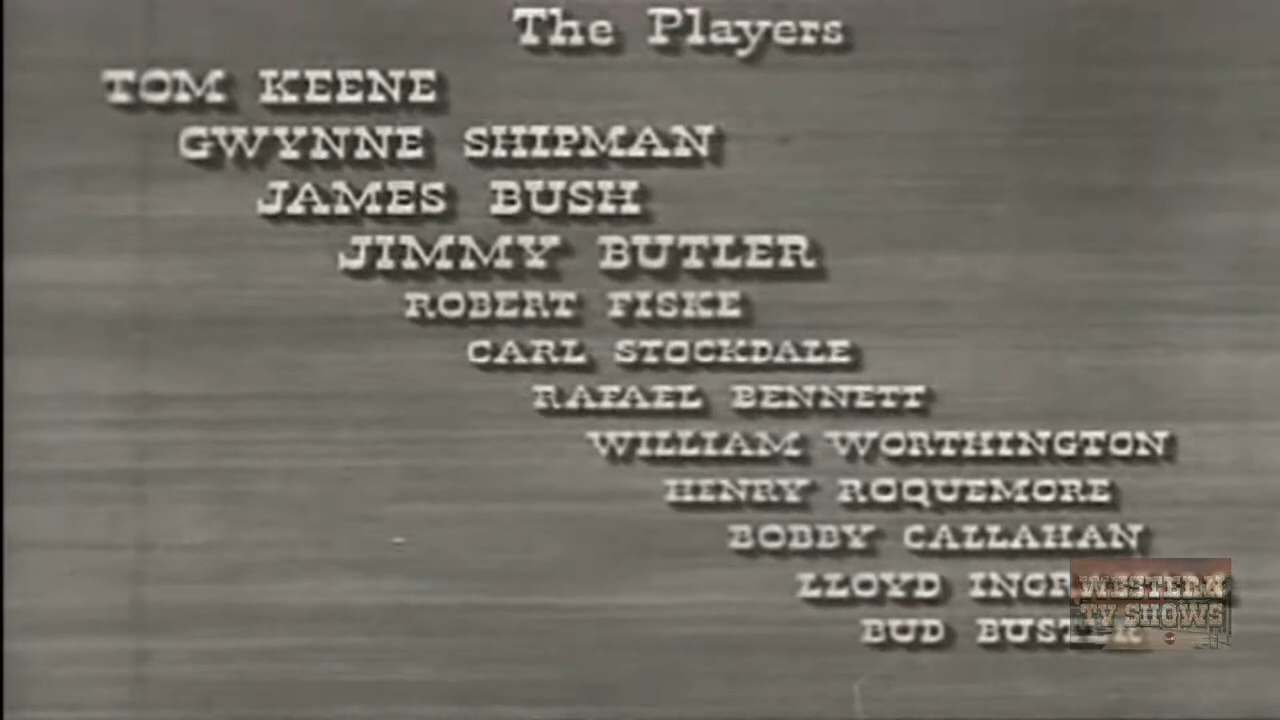 The Players
TOM KEENE
GWYNNE SHIPMAN
JAMES BUSH
JIMMY BUTLER
ROBERT FISKE
CARL STOCKDALE
RAFAEL BENNETT
WILLIAM WORTHINGTON
HENRY ROQUEMORE
BOBBY CALLAHAN
LLOYD
BUD BUSTER
WESTERN
TV SHOWS